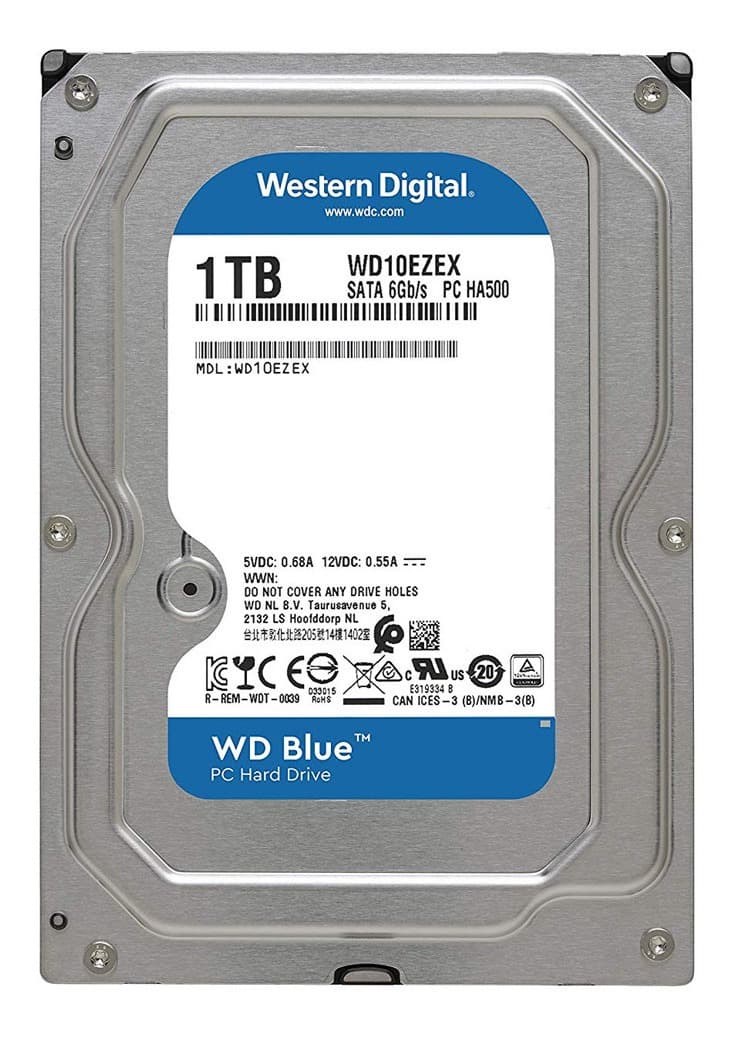 Western Digital®
www.wdc.com
1TB
WD10EZEX
SATA 6Gb/s PC HA500
MDL:WD10EZEX
5VDC: 0.68A 12VDC: 0.55A
WWN:
DO NOT COVER ANY DRIVE HOLES
WD NL B.V. Taurusavenue 5,
2132 LS Hoofddorp NL
台北市敦化北路205號14樓1402室
R-REM-WDT-0039
D33015
RoHS
c UR US
20
E319334 B
CAN ICES-3 (B)/NMB-3(B)
WD Blue™
PC Hard Drive